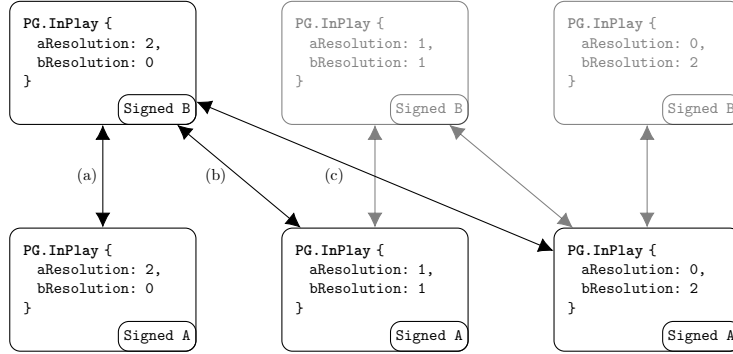 PG.InPlay {
aResolution: 2,
bResolution: 0
}
Signed B
PG.InPlay {
aResolution: 1,
bResolution: 1
}
Signed B
PG.InPlay {
aResolution: 0,
bResolution: 2
}
Signed B
(a)
(b)
(c)
PG.InPlay {
aResolution: 2,
bResolution: 0
}
Signed A
PG.InPlay {
aResolution: 1,
bResolution: 1
}
Signed A
PG.InPlay {
aResolution: 0,
bResolution: 2
}
Signed A